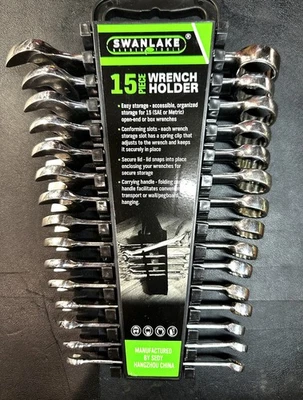 SWANLAKE
15 PIECE WRENCH
HOLDER
• Easy storage - accessible, organized
storage for 15 (SAE or Metric)
open-end or box wrenches
• Conforming slots - each wrench
storage slot has a spring clip that
adjusts to the wrench and keeps
it securely in place
• Secure lid - lid snaps into place
enclosing your wrenches for
secure storage
• Carrying handle - folding
handle facilitates
transport or wall/pegboard
hanging.
MANUFACTURED
BY GEDY
HANGZHOU CHINA